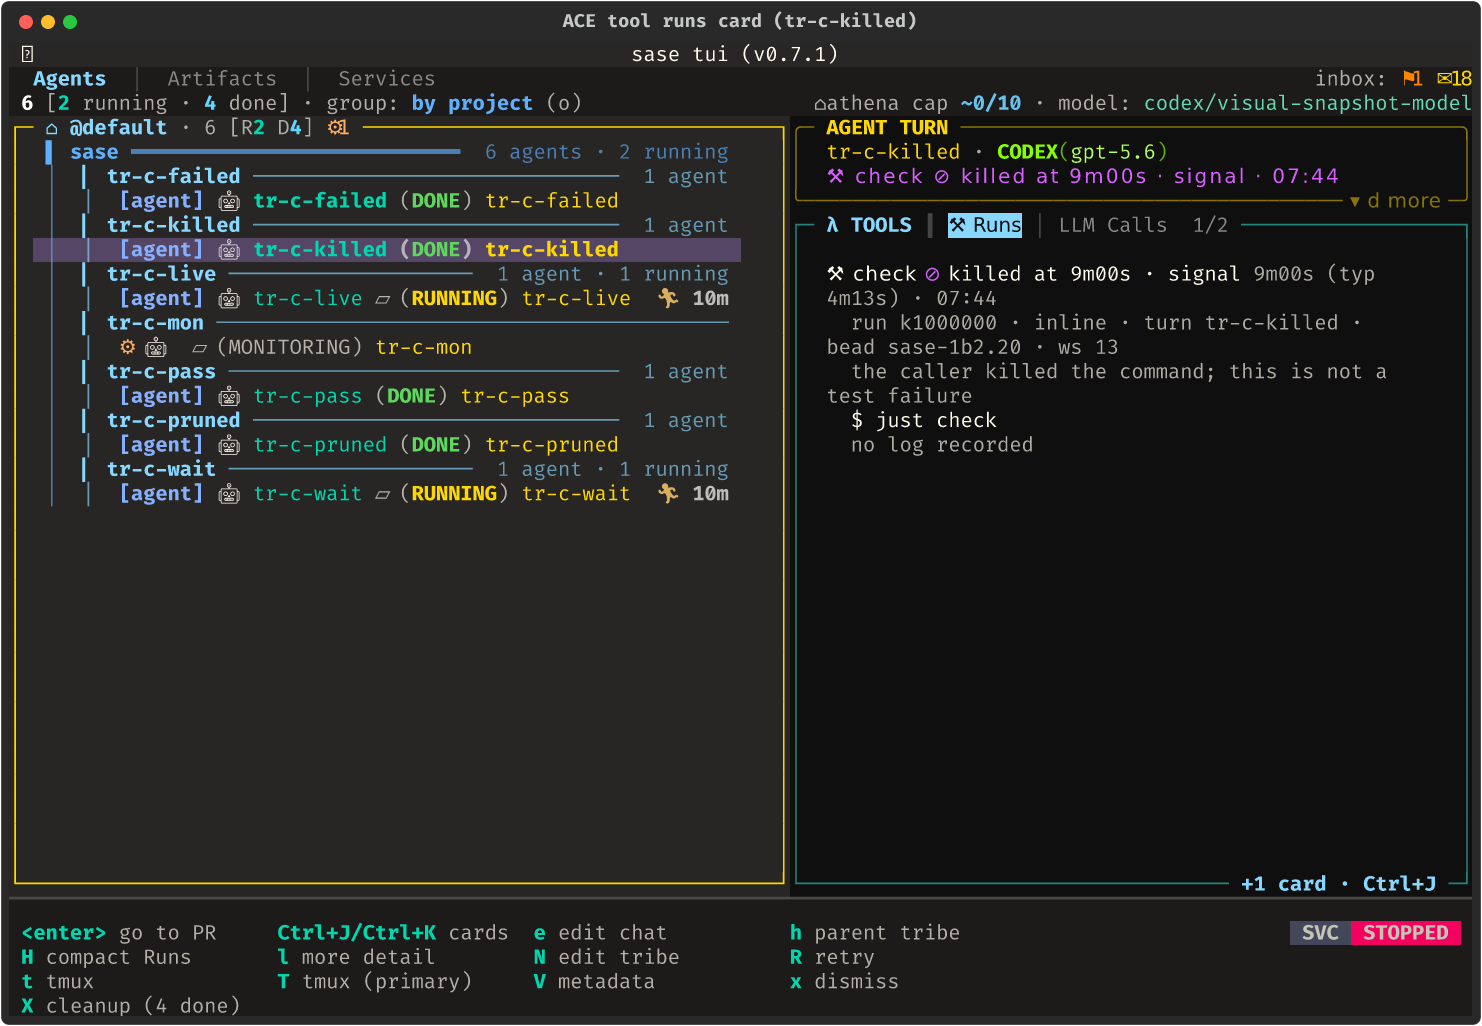 ACE tool runs card (tr-c-killed)
sase tui (v0.7.1)
Agents │ Artifacts │ Services
inbox: ⚑1 ✉18
6 [2 running · 4 done] · group: by project (o)
⌂athena cap ~0/10 · model: codex/visual-snapshot-model
⌂ @default · 6 [R2 D4] ⚙1
sase 6 agents · 2 running
tr-c-failed 1 agent
[agent] 🤖 tr-c-failed (DONE) tr-c-failed
tr-c-killed 1 agent
[agent] 🤖 tr-c-killed (DONE) tr-c-killed
tr-c-live 1 agent · 1 running
[agent] 🤖 tr-c-live ▱ (RUNNING) tr-c-live 🏃 10m
tr-c-mon
⚙ 🤖 ▱ (MONITORING) tr-c-mon
tr-c-pass 1 agent
[agent] 🤖 tr-c-pass (DONE) tr-c-pass
tr-c-pruned 1 agent
[agent] 🤖 tr-c-pruned (DONE) tr-c-pruned
tr-c-wait 1 agent · 1 running
[agent] 🤖 tr-c-wait ▱ (RUNNING) tr-c-wait 🏃 10m
AGENT TURN
tr-c-killed · CODEX(gpt-5.6)
⚒ check ⊘ killed at 9m00s · signal · 07:44
▾ d more
λ TOOLS ┃ ⚒ Runs │ LLM Calls 1/2
⚒ check ⊘ killed at 9m00s · signal 9m00s (typ
4m13s) · 07:44
run k1000000 · inline · turn tr-c-killed ·
bead sase-1b2.20 · ws 13
the caller killed the command; this is not a
test failure
$ just check
no log recorded
+1 card · Ctrl+J
<enter> go to PR Ctrl+J/Ctrl+K cards e edit chat h parent tribe
H compact Runs l more detail N edit tribe R retry
t tmux T tmux (primary) V metadata x dismiss
X cleanup (4 done)
SVC STOPPED